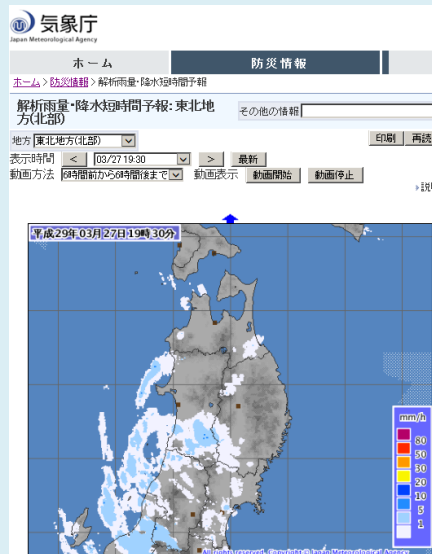 気象庁
Japan Meteorological Agency
ホーム
防災情報
ホーム > 防災情報 > 解析雨量・降水短時間予報
解析雨量・降水短時間予報: 東北地
方(北部)
その他の情報
地方 東北地方(北部)
印刷 再読
表示時間 < 03/27 19:30 > 最新
動画方法 6時間前から6時間後まで 動画表示 動画開始 動画停止
説
平成29年03月27日19時30分
mm/h
80
50
30
20
10
5
1
All rights reserved. Copyright © Japan Meteorological Agency